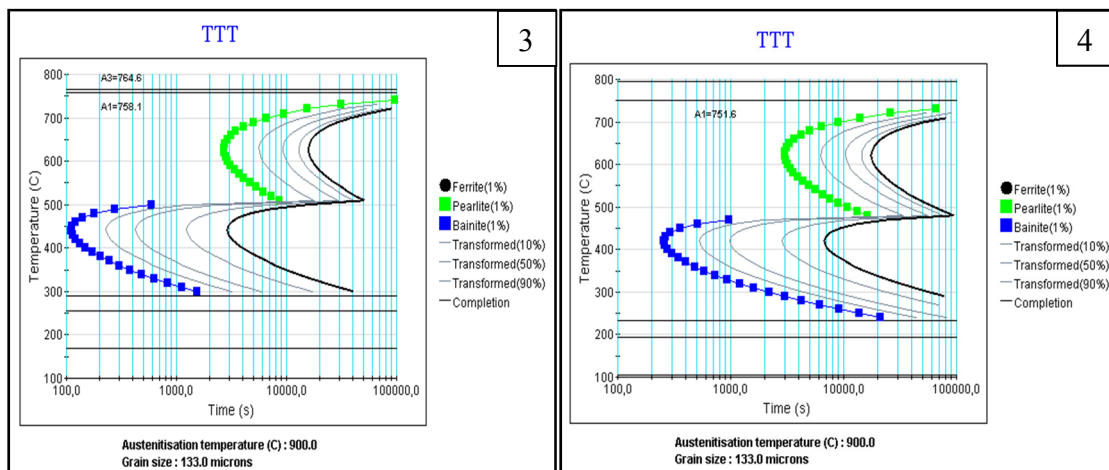 TTT
3
A3=764.6
A1=758.1
800
700
600
500
400
300
200
100
Temperature (C)
100,0
1000,0
10000,0
100000,0
Time (s)
Ferrite(1%)
Pearlite(1%)
Bainite(1%)
Transformed(10%)
Transformed(50%)
Transformed(90%)
Completion
Austenitisation temperature (C) : 900.0
Grain size : 133.0 microns
TTT
4
A1=751.6
800
700
600
500
400
300
200
100
Temperature (C)
100,0
1000,0
10000,0
100000,0
Time (s)
Ferrite(1%)
Pearlite(1%)
Bainite(1%)
Transformed(10%)
Transformed(50%)
Transformed(90%)
Completion
Austenitisation temperature (C) : 900.0
Grain size : 133.0 microns